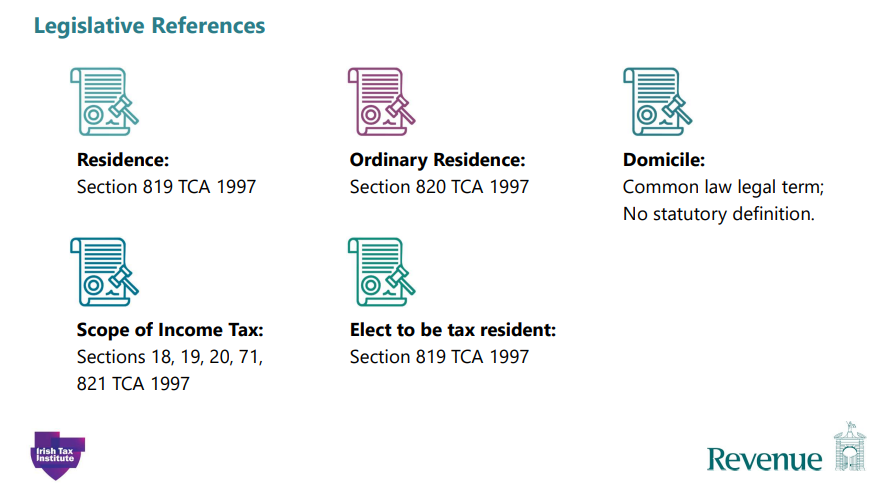 Legislative References
Residence:
Section 819 TCA 1997
Ordinary Residence:
Section 820 TCA 1997
Domicile:
Common law legal term;
No statutory definition.
Scope of Income Tax:
Sections 18, 19, 20, 71,
821 TCA 1997
Elect to be tax resident:
Section 819 TCA 1997
Irish Tax
Institute
Revenue